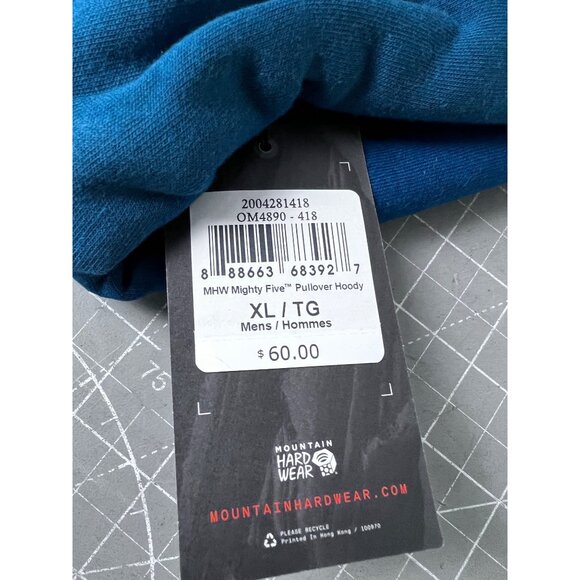 2004281418
OM4890 - 418
8 88663 68392 7
MHW Mighty Five™ Pullover Hoody
XL / TG
Mens / Hommes
$ 60.00
75
MOUNTAIN
HARD
WEAR
MOUNTAINHARDWEAR.COM
PLEASE RECYCLE
Printed In Hong Kong / 100970